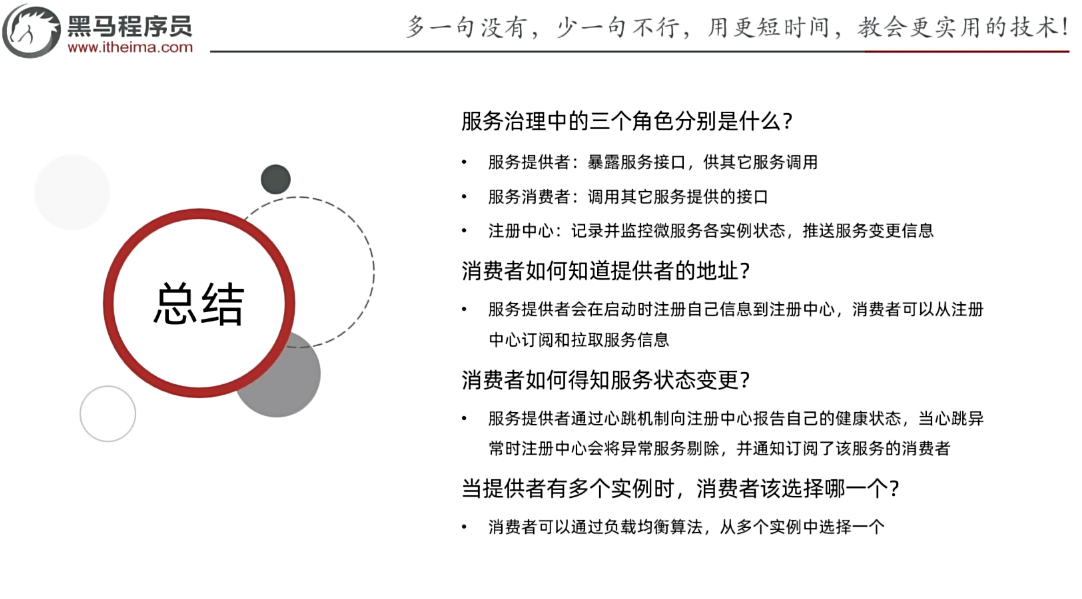 黑马程序员
www.itheima.com
多一句没有，少一句不行，用更短时间，教会更实用的技术！
总结
服务治理中的三个角色分别是什么？
• 服务提供者：暴露服务接口，供其它服务调用
• 服务消费者：调用其它服务提供的接口
• 注册中心：记录并监控微服务各实例状态，推送服务变更信息
消费者如何知道提供者的地址？
• 服务提供者会在启动时注册自己信息到注册中心，消费者可以从注册
中心订阅和拉取服务信息
消费者如何得知服务状态变更？
• 服务提供者通过心跳机制向注册中心报告自己的健康状态，当心跳异
常时注册中心会将异常服务剔除，并通知订阅了该服务的消费者
当提供者有多个实例时，消费者该选择哪一个？
• 消费者可以通过负载均衡算法，从多个实例中选择一个